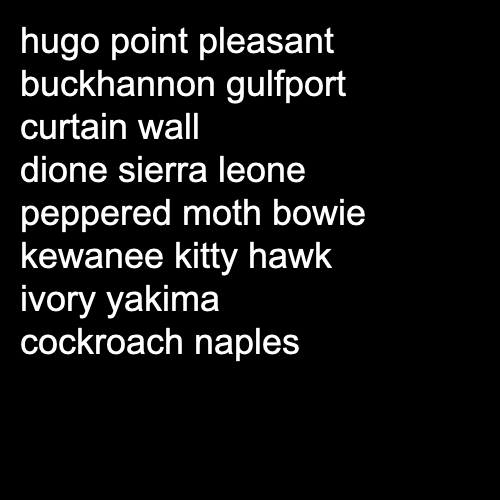 hugo point pleasant
buckhannon gulfport
curtain wall
dione sierra leone
peppered moth bowie
kewanee kitty hawk
ivory yakima
cockroach naples